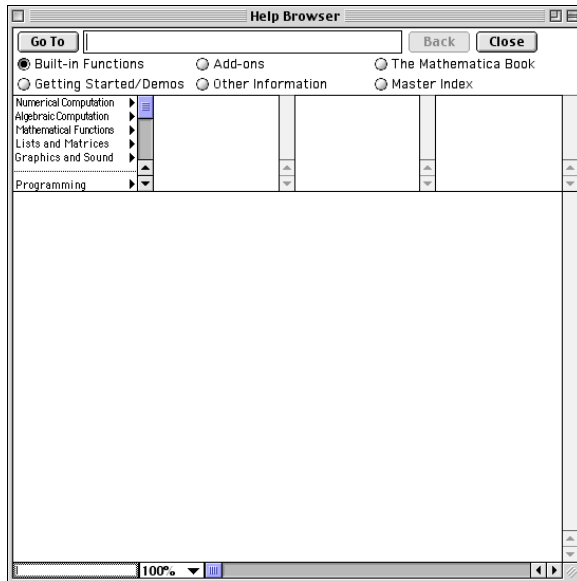 Help Browser
Go To
Back
Close
Built-in Functions
Add-ons
The Mathematica Book
Getting Started/Demos
Other Information
Master Index
Numerical Computation
Algebraic Computation
Mathematical Functions
Lists and Matrices
Graphics and Sound
Programming
100%